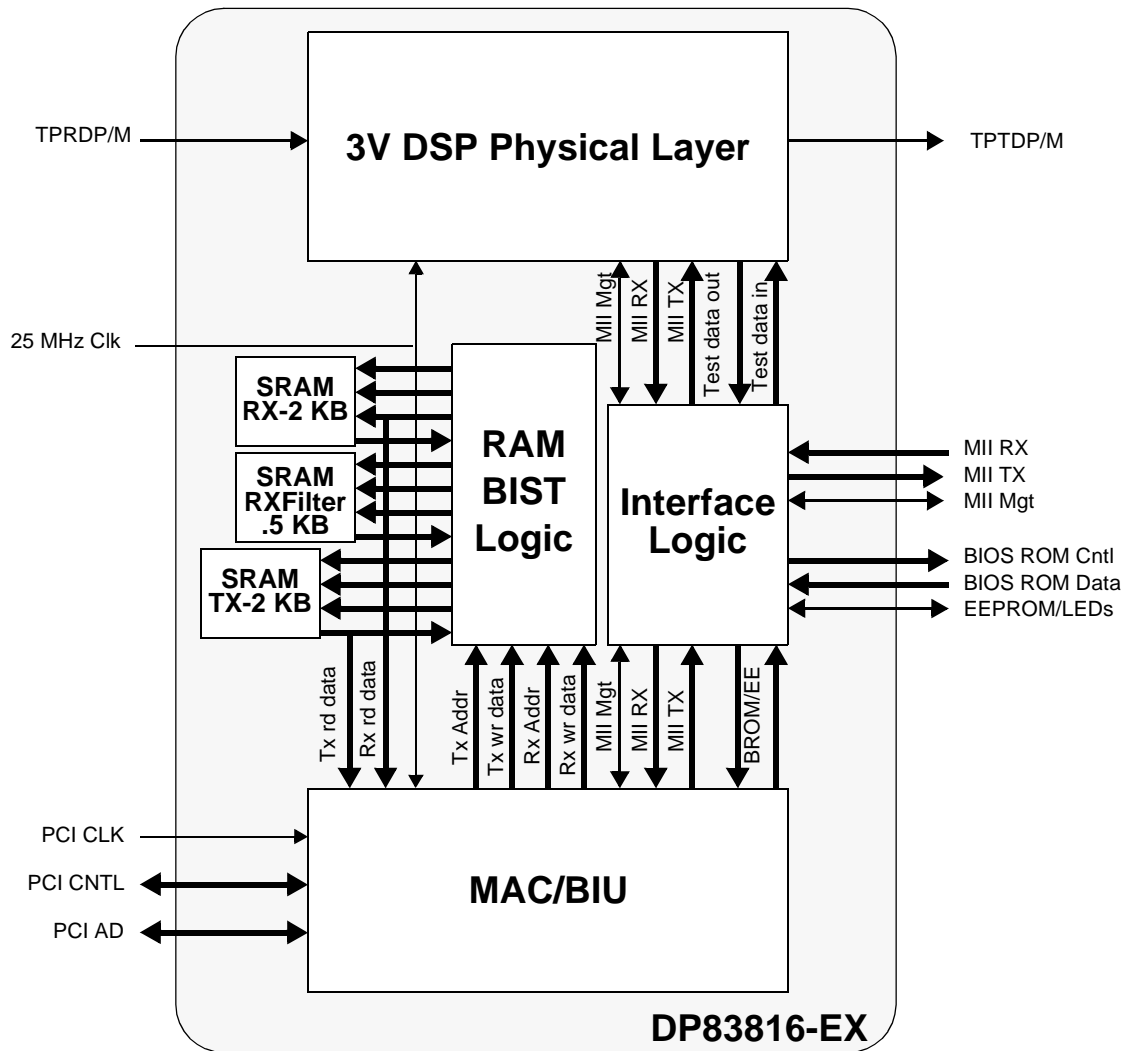 3V DSP Physical Layer
TPRDP/M
TPTDP/M
MII Mgt
MII RX
MII TX
Test data out
Test data in
25 MHz Clk
SRAM
RX-2 KB
SRAM
RXFilter
.5 KB
SRAM
TX-2 KB
RAM
BIST
Logic
Interface
Logic
MII RX
MII TX
MII Mgt
BIOS ROM Cntl
BIOS ROM Data
EEPROM/LEDs
Tx rd data
Rx rd data
Tx Addr
Tx wr data
Rx Addr
Rx wr data
MII Mgt
MII RX
MII TX
BROM/EE
PCI CLK
PCI CNTL
PCI AD
MAC/BIU
DP83816-EX